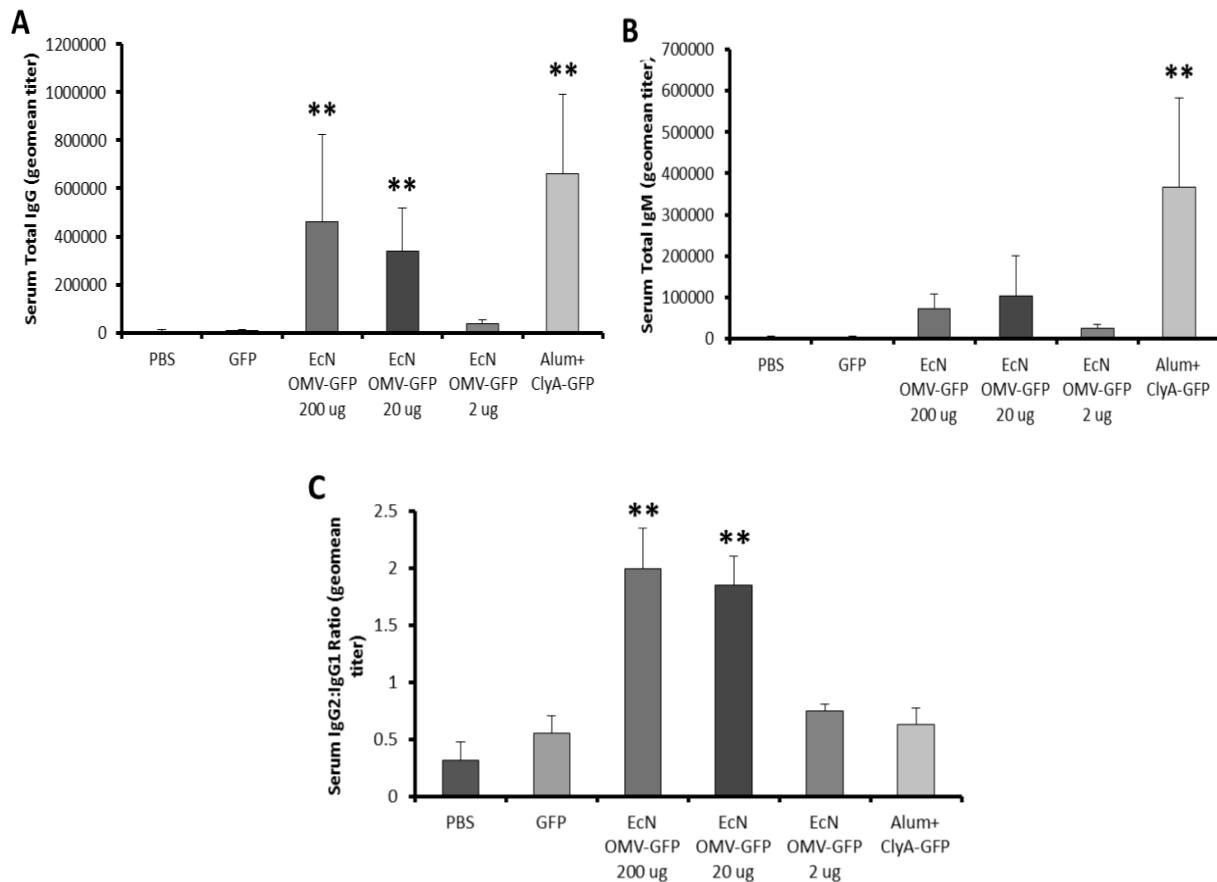 A
Serum Total IgG (geomean titer)
1200000
1000000
800000
600000
400000
200000
0
**
**
**
PBS
GFP
EcN
OMV-GFP
200 ug
EcN
OMV-GFP
20 ug
EcN
OMV-GFP
2 ug
Alum+
ClyA-GFP
B
Serum Total IgM (geomean titer)
700000
600000
500000
400000
300000
200000
100000
0
**
PBS
GFP
EcN
OMV-GFP
200 ug
EcN
OMV-GFP
20 ug
EcN
OMV-GFP
2 ug
Alum+
ClyA-GFP
C
Serum IgG2:IgG1 Ratio (geomean
titer)
2.5
2
1.5
1
0.5
0
**
**
PBS
GFP
EcN
OMV-GFP
200 ug
EcN
OMV-GFP
20 ug
EcN
OMV-GFP
2 ug
Alum+
ClyA-GFP